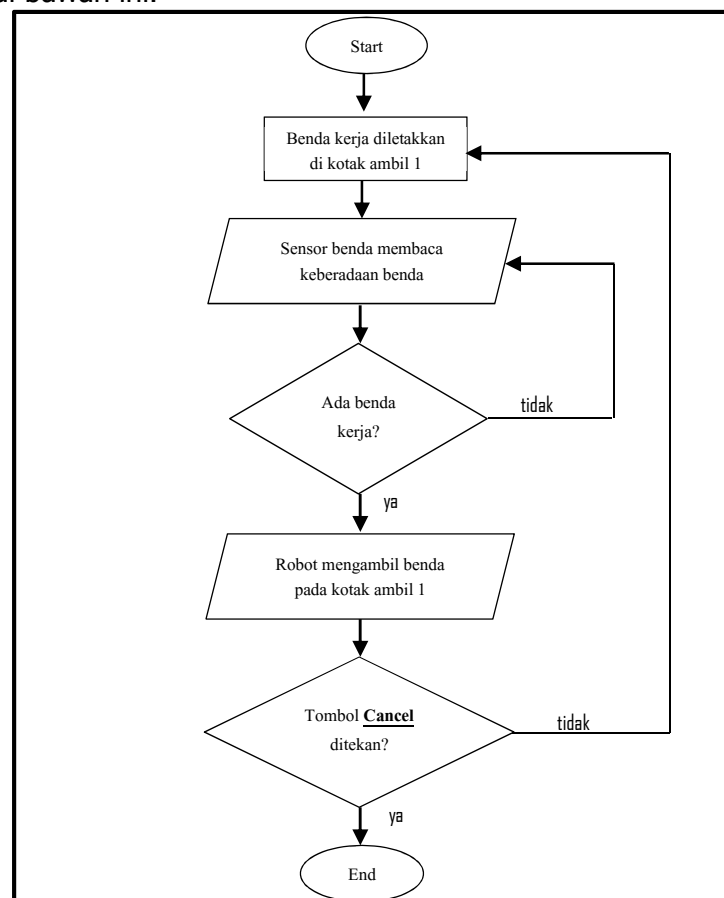 Start
Benda kerja diletakkan
di kotak ambil 1
Sensor benda membaca
keberadaan benda
Ada benda
kerja?
tidak
ya
Robot mengambil benda
pada kotak ambil 1
Tombol Cancel
ditekan?
tidak
ya
End